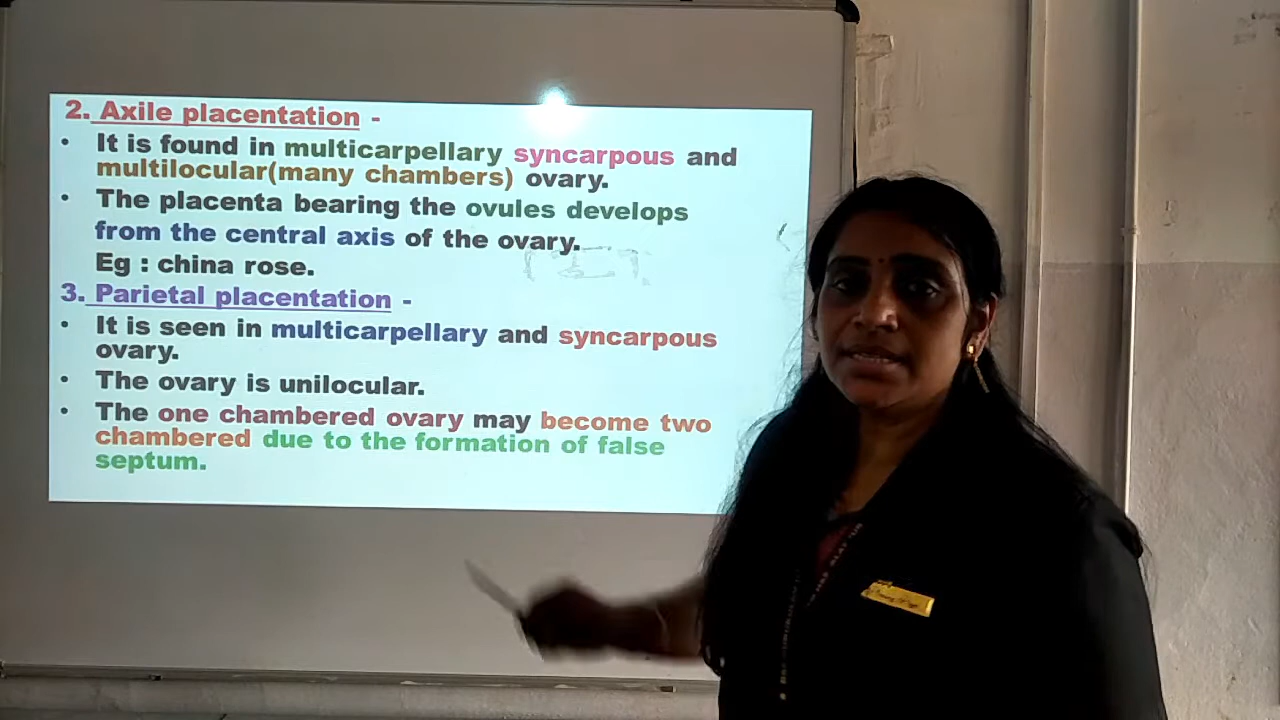 2. Axile placentation -
• It is found in multicarpellary syncarpous and
multilocular(many chambers) ovary.
• The placenta bearing the ovules develops
from the central axis of the ovary.
Eg : china rose.
3. Parietal placentation -
• It is seen in multicarpellary and syncarpous
ovary.
• The ovary is unilocular.
• The one chambered ovary may become two
chambered due to the formation of false
septum.